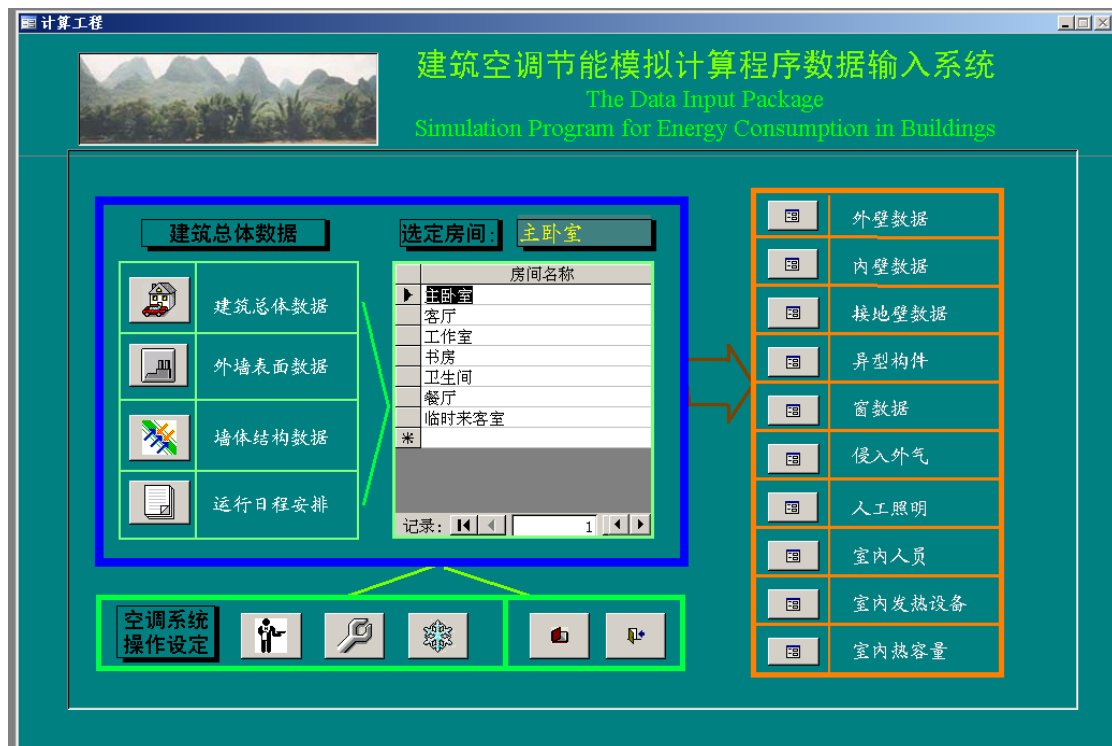 计算工程
建筑空调节能模拟计算程序数据输入系统
The Data Input Package
Simulation Program for Energy Consumption in Buildings
建筑总体数据
建筑总体数据
外墙表面数据
墙体结构数据
运行日程安排
选定房间:
主卧室
房间名称
主卧室
客厅
工作室
书房
卫生间
餐厅
临时来客室
记录:
1
外壁数据
内壁数据
接地壁数据
异型构件
窗数据
侵入外气
人工照明
室内人员
室内发热设备
室内热容量
空调系统
操作设定